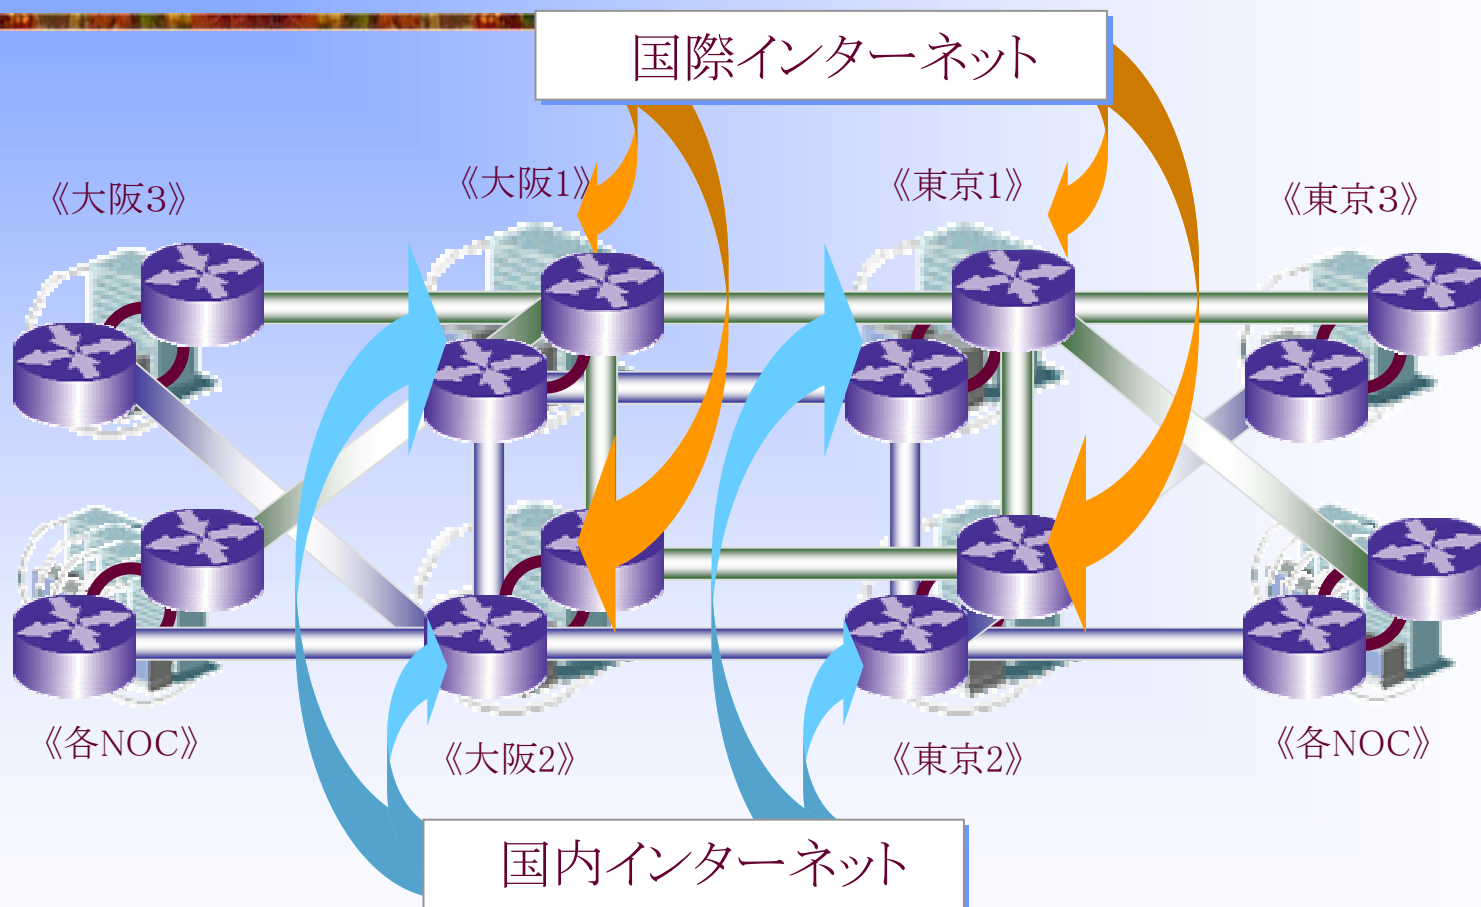 国際インターネット
《大阪3》
《大阪1》
《東京1》
《東京3》
《各NOC》
《大阪2》
《東京2》
《各NOC》
国内インターネット